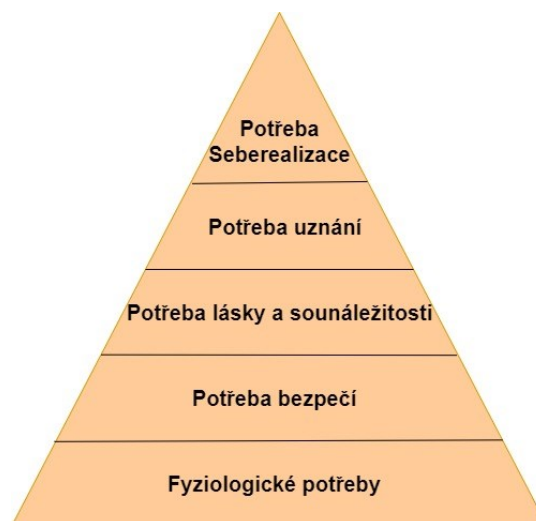 Potřeba
Seberealizace
Potřeba uznání
Potřeba lásky a sounáležitosti
Potřeba bezpečí
Fyziologické potřeby